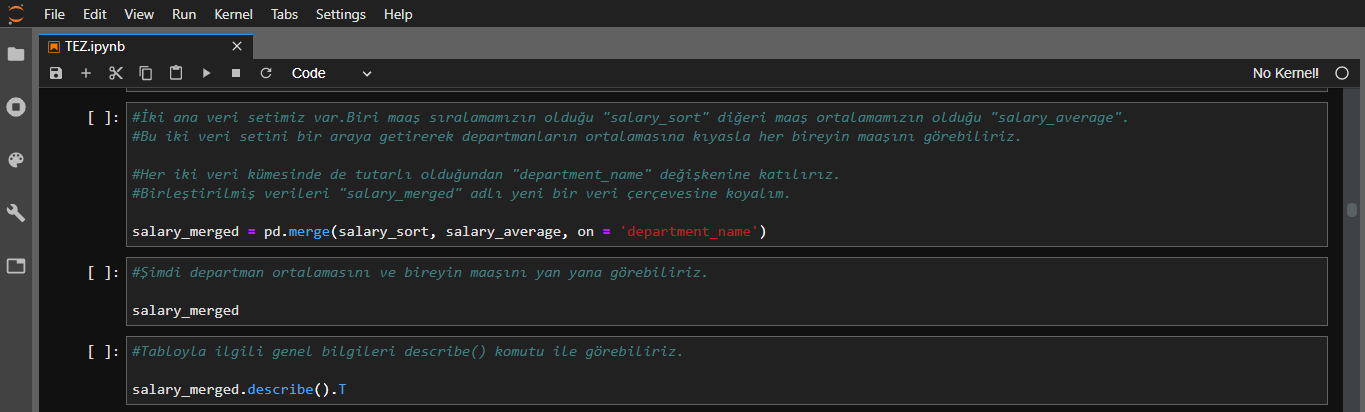 File Edit View Run Kernel Tabs Settings Help
TEZ.ipynb
Code No Kernel!
[ ]: #İki ana veri setimiz var.Biri maaş sıralamamızın olduğu "salary_sort" diğeri maaş ortalamamızın olduğu "salary_average".
#Bu iki veri setini bir araya getirerek departmanların ortalamasına kıyasla her bireyin maaşını görebiliriz.
#Her iki veri kümesinde de tutarlı olduğundan "department_name" değişkenine katılırız.
#Birleştirilmiş verileri "salary_merged" adlı yeni bir veri çerçevesine koyalım.
salary_merged = pd.merge(salary_sort, salary_average, on = 'department_name')
[ ]: #Şimdi departman ortalamasını ve bireyin maaşını yan yana görebiliriz.
salary_merged
[ ]: #Tabloyla ilgili genel bilgileri describe() komutu ile görebiliriz.
salary_merged.describe().T